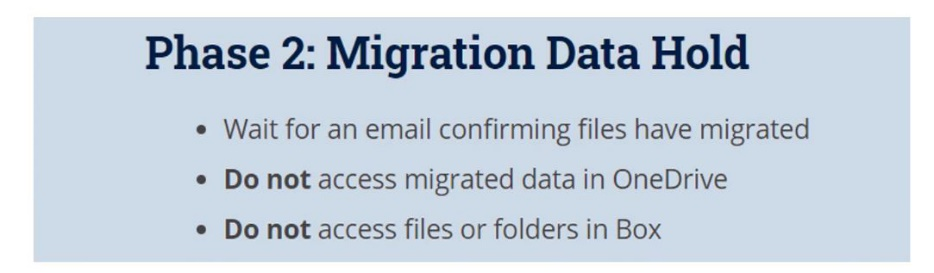 Phase 2: Migration Data Hold
• Wait for an email confirming files have migrated
• Do not access migrated data in OneDrive
• Do not access files or folders in Box